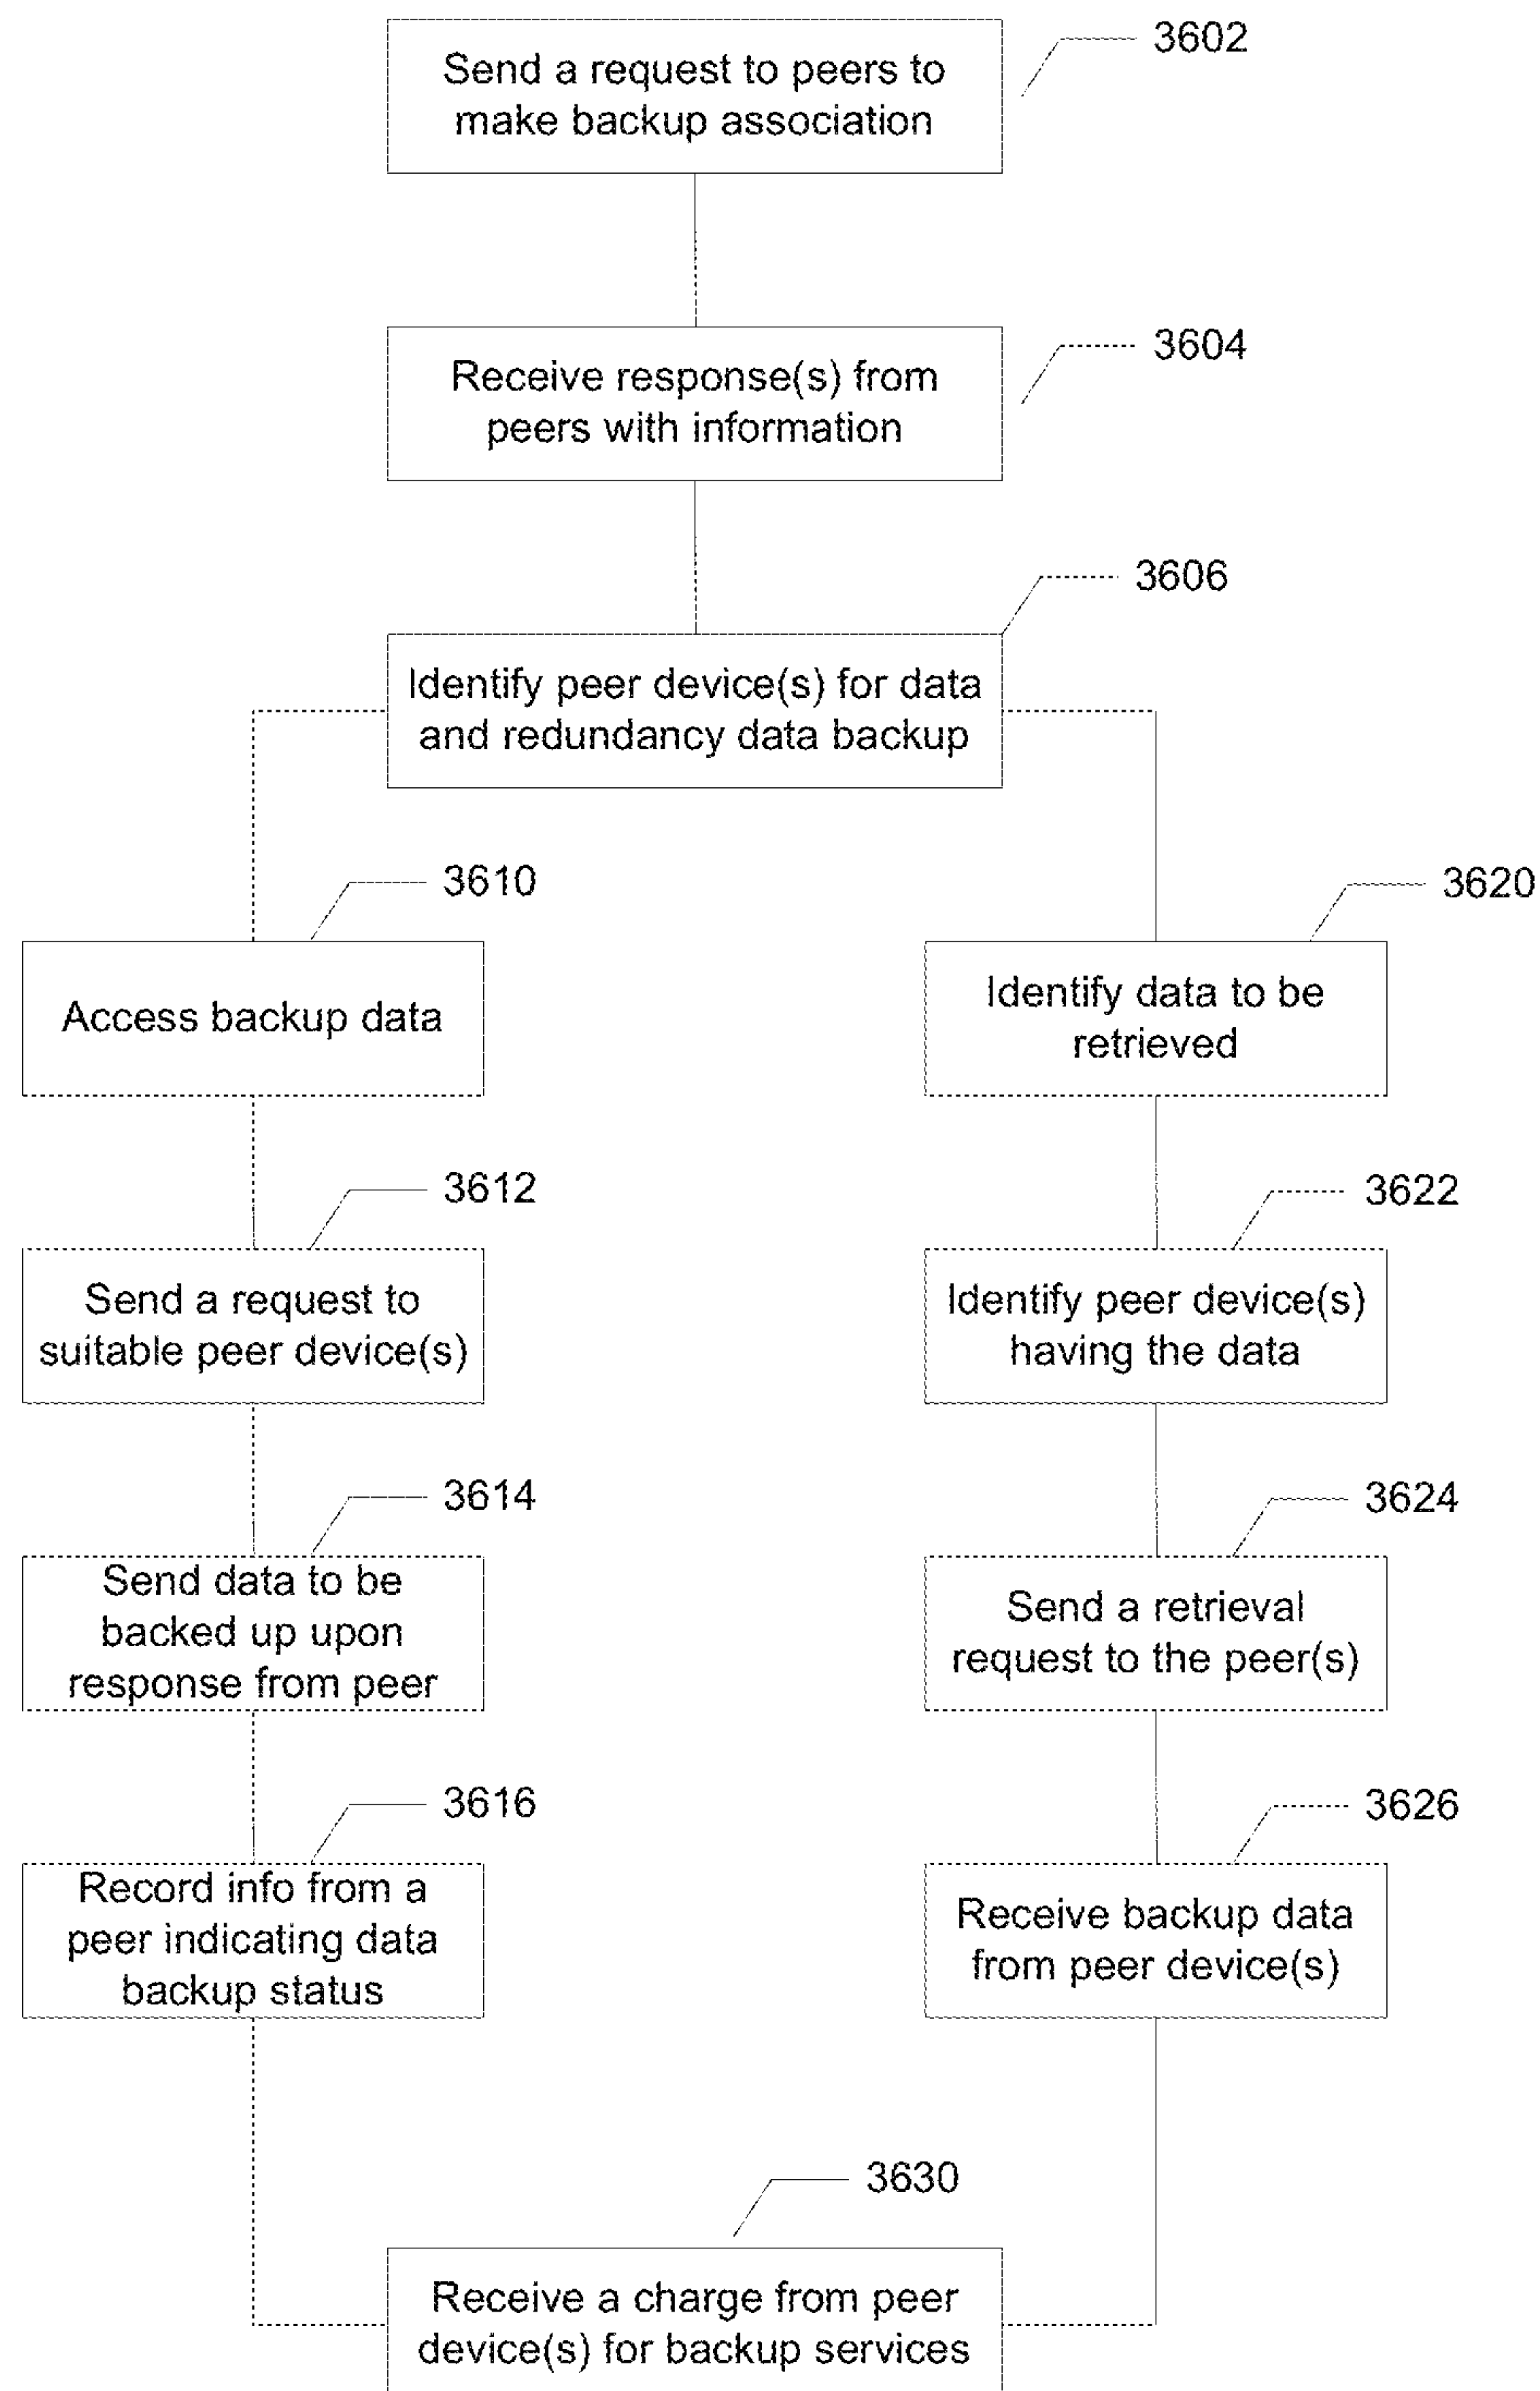 Send a request to peers to
make backup association
3602
Receive response(s) from
peers with information
3604
3606
Identify peer device(s) for data
and redundancy data backup
3610
Access backup data
3612
Send a request to
suitable peer device(s)
3614
Send data to be
backed up upon
response from peer
3616
Record info from a
peer indicating data
backup status
3620
Identify data to be
retrieved
3622
Identify peer device(s)
having the data
3624
Send a retrieval
request to the peer(s)
3626
Receive backup data
from peer device(s)
3630
Receive a charge from peer
device(s) for backup services